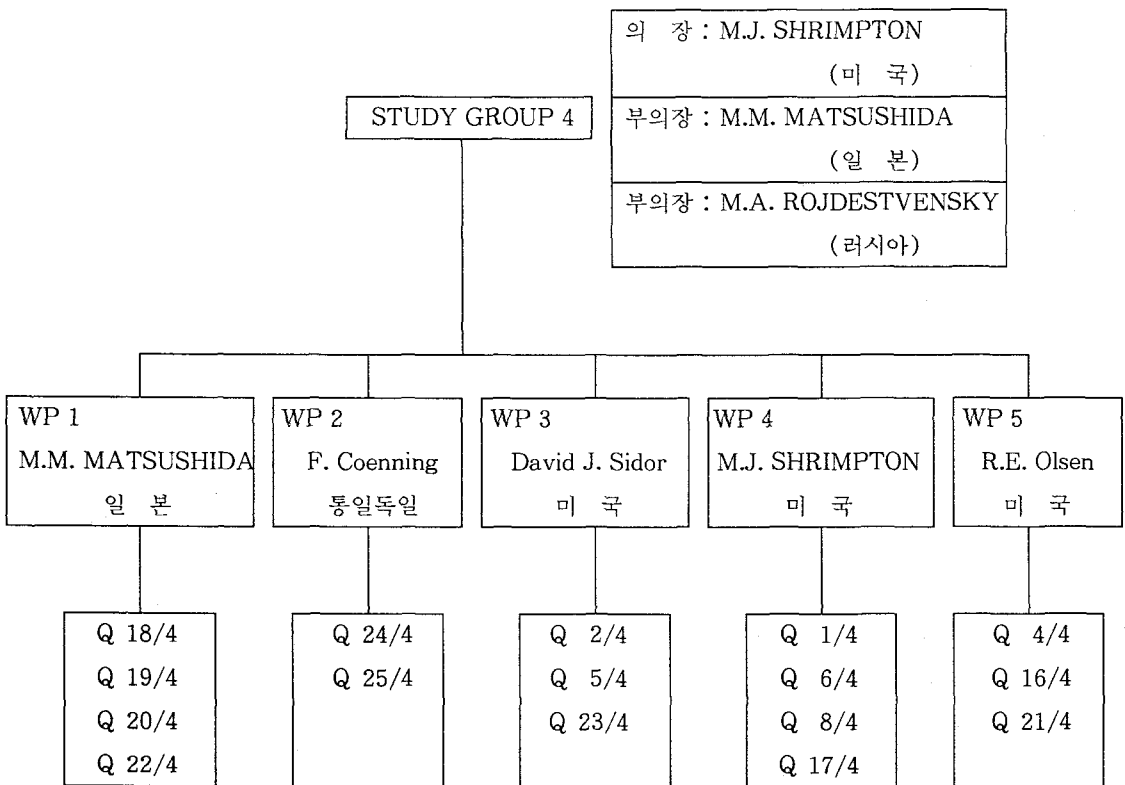 의 장 : M.J. SHRIMPTON
(미 국)
STUDY GROUP 4
부의장 : M.M. MATSUSHIDA
(일 본)
부의장 : M.A. ROJDESTVENSKY
(러시아)
WP 1
M.M. MATSUSHIDA
일 본
WP 2
F. Coenning
통일독일
WP 3
David J. Sidor
미 국
WP 4
M.J. SHRIMPTON
미 국
WP 5
R.E. Olsen
미 국
Q 18/4
Q 19/4
Q 20/4
Q 22/4
Q 24/4
Q 25/4
Q 2/4
Q 5/4
Q 23/4
Q 1/4
Q 6/4
Q 8/4
Q 17/4
Q 4/4
Q 16/4
Q 21/4